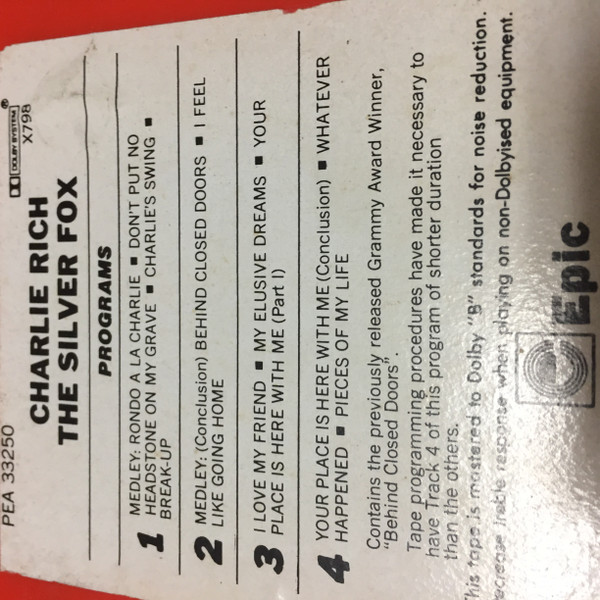 PEA 33250
DOLBY SYSTEM ®
X798
CHARLIE RICH
THE SILVER FOX
PROGRAMS
1 MEDLEY: RONDO A LA CHARLIE ■ DON'T PUT NO
HEADSTONE ON MY GRAVE ■ CHARLIE'S SWING ■
BREAK-UP
2 MEDLEY: (Conclusion) BEHIND CLOSED DOORS ■ I FEEL
LIKE GOING HOME
3 I LOVE MY FRIEND ■ MY ELUSIVE DREAMS ■ YOUR
PLACE IS HERE WITH ME (Part I)
4 YOUR PLACE IS HERE WITH ME (Conclusion) ■ WHATEVER
HAPPENED ■ PIECES OF MY LIFE
Contains the previously released Grammy Award Winner,
"Behind Closed Doors".
Tape programming procedures have made it necessary to
have Track 4 of this program of shorter duration
than the others.
This tape is mastered to Dolby "B" standards for noise reduction.
ecrease treble response when playing on non-Dolbyised equipment.
Epic